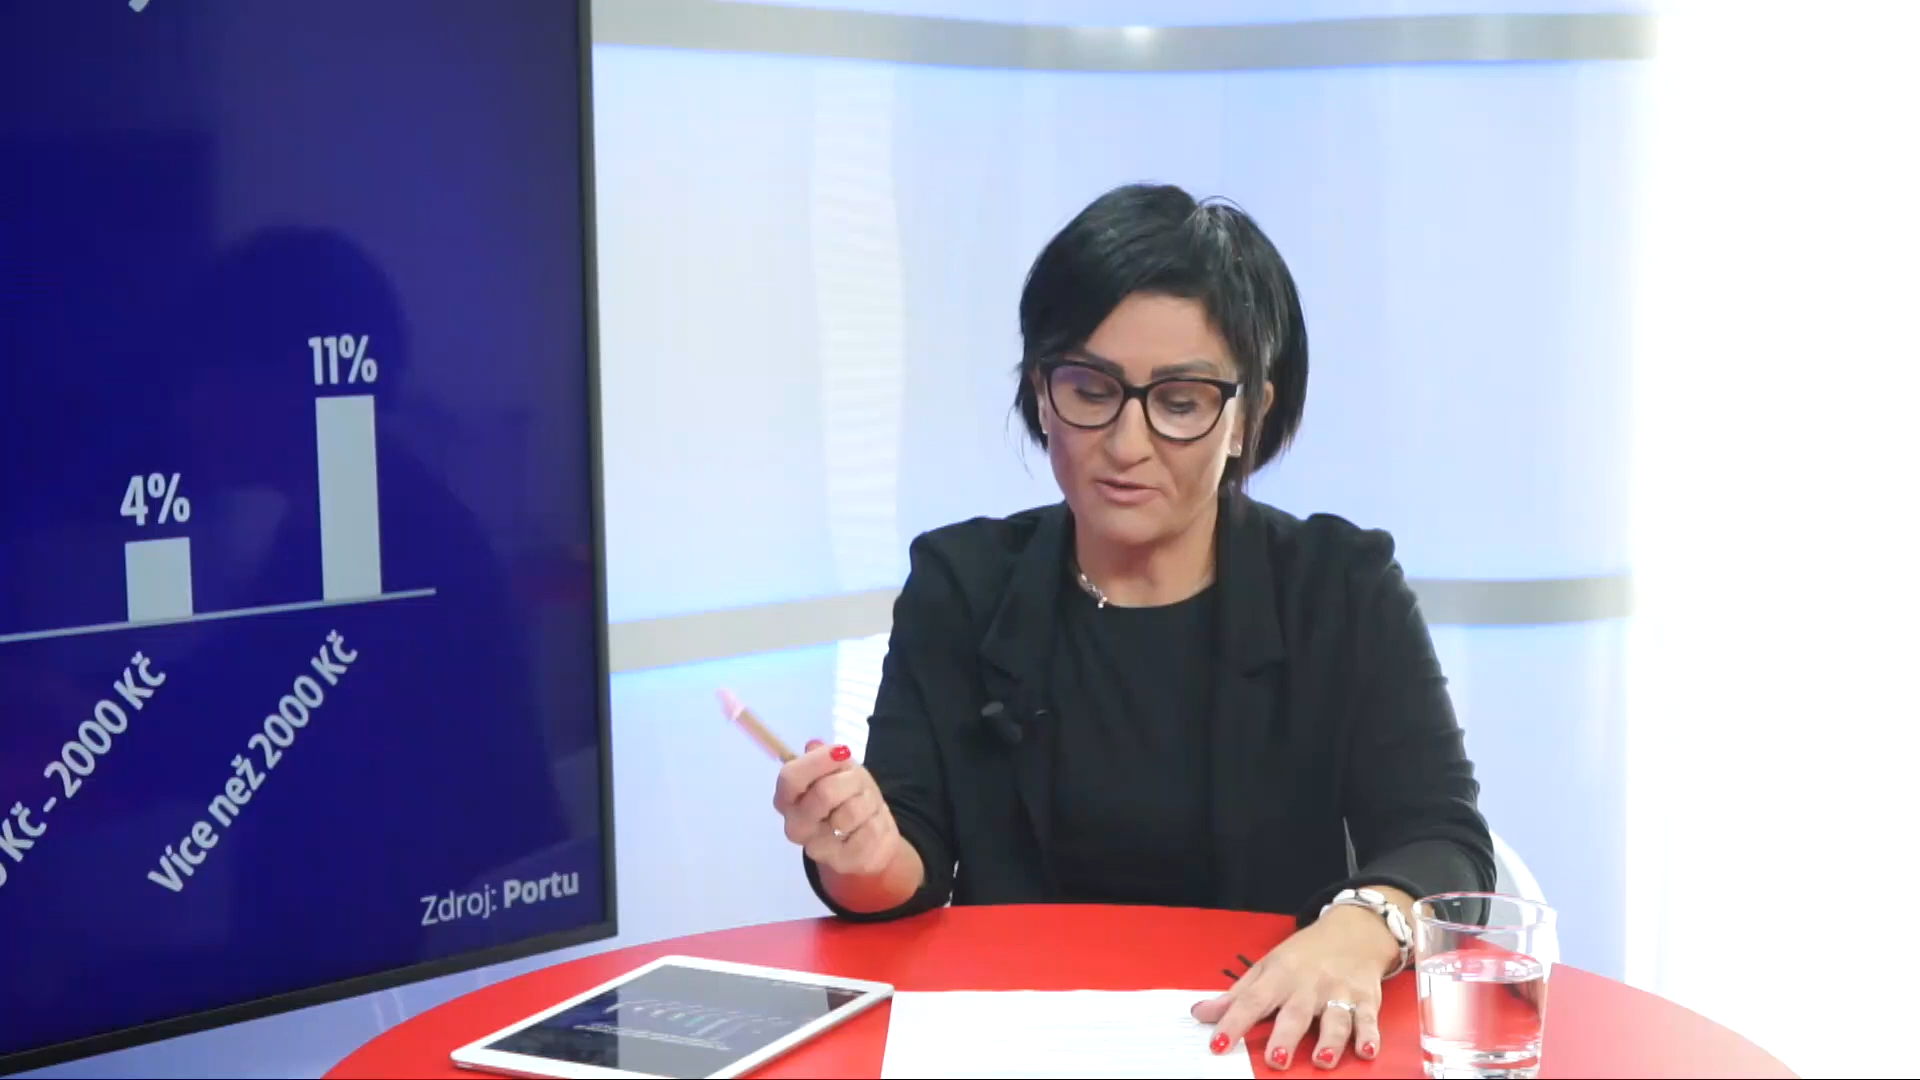 11%
4%
Kč - 2000 Kč
Více než 2000 Kč
Zdroj: Portu